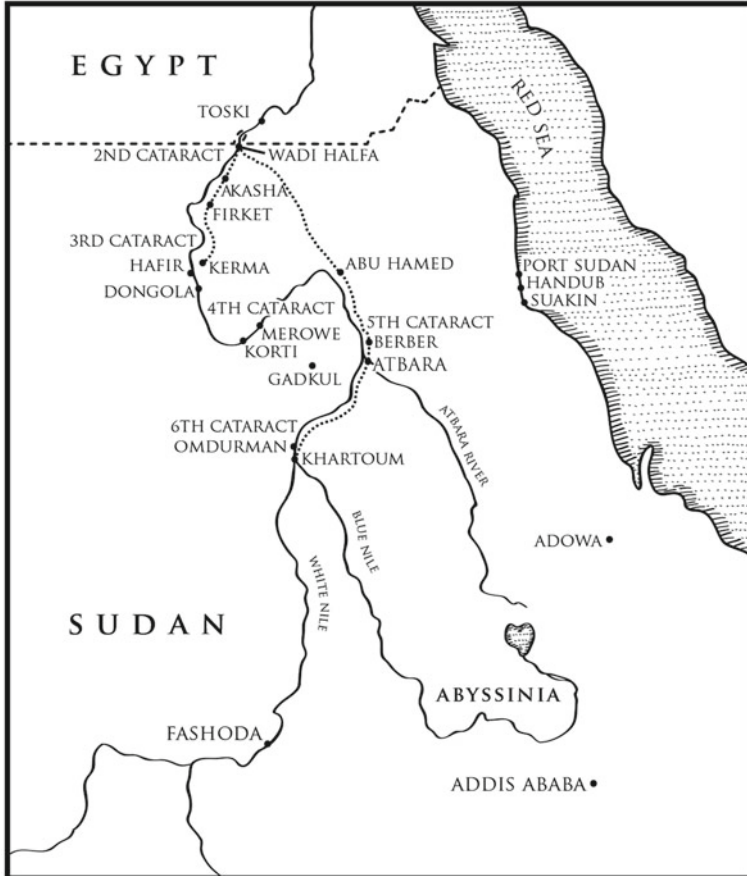 EGYPT
RED SEA
TOSKI
2ND CATARACT
WADI HALFA
AKASHA
FIRKET
3RD CATARACT
HAFIR
KERMA
DONGOLA
ABU HAMED
PORT SUDAN
HANDUB
SUAKIN
4TH CATARACT
MEROWE
KORTI
5TH CATARACT
BERBER
ATBARA
GADKUL
6TH CATARACT
OMDURMAN
KHARTOUM
ATBARA RIVER
BLUE NILE
WHITE NILE
ADOWA
SUDAN
ABYSSINIA
FASHODA
ADDIS ABABA